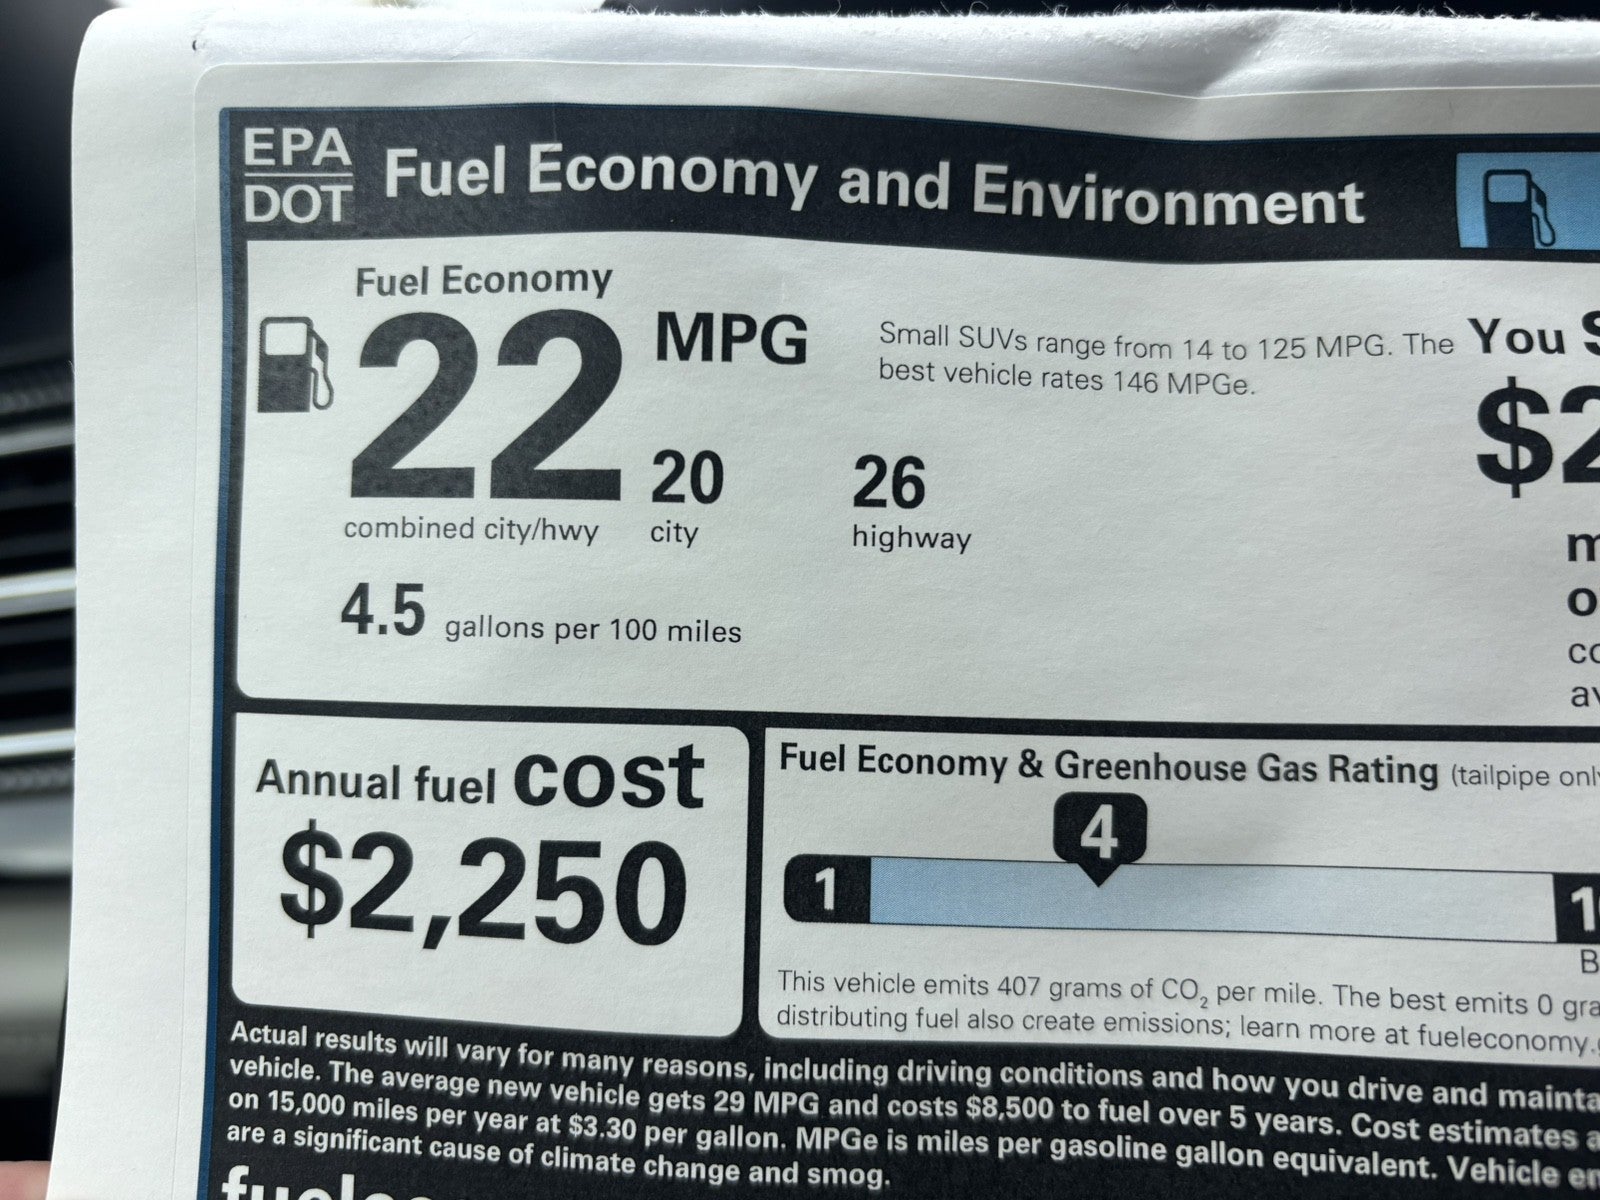 EPA
DOT
Fuel Economy and Environment
Fuel Economy
22 MPG
combined city/hwy
20
city
26
highway
4.5 gallons per 100 miles
Small SUVs range from 14 to 125 MPG. The
best vehicle rates 146 MPGe.
You
$2
Annual fuel cost
$2,250
Fuel Economy & Greenhouse Gas Rating (tailpipe only
4
1
This vehicle emits 407 grams of CO2 per mile. The best emits 0
distributing fuel also create emissions; learn more at fueleconomy.
Actual results will vary for many reasons, including driving conditions and how you drive and
vehicle. The average new vehicle gets 29 MPG and costs $8,500 to fuel over 5 years. Cost estimates
on 15,000 miles per year at $3.30 per gallon. MPGe is miles per gasoline gallon equivalent. Vehicle
are a significant cause of climate change and smog.